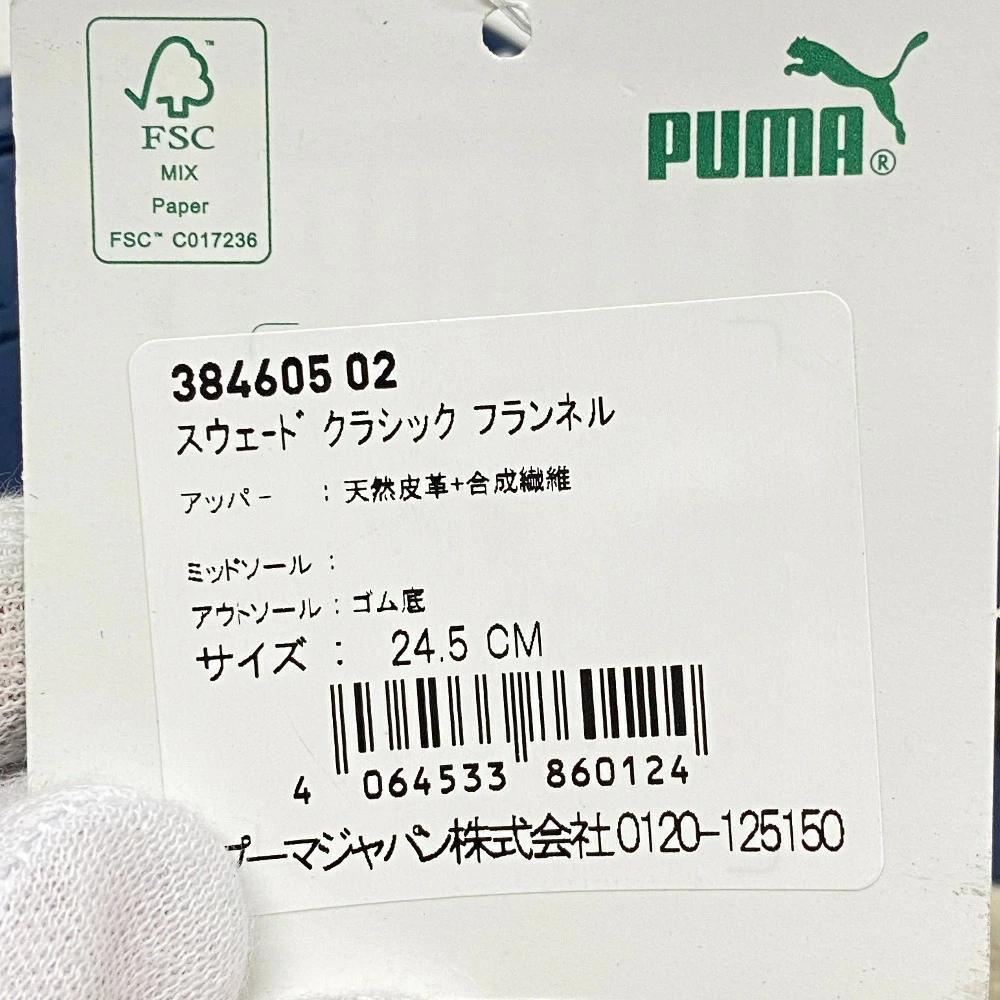 FSC
MIX
Paper
FSC™ C017236
PUMA®
384605 02
スウェード クラシック フランネル
アッパー : 天然皮革+合成繊維
ミッドソール :
アウトソール : ゴム底
サイズ : 24.5 CM
4 064533 860124
プーマジャパン株式会社0120-125150